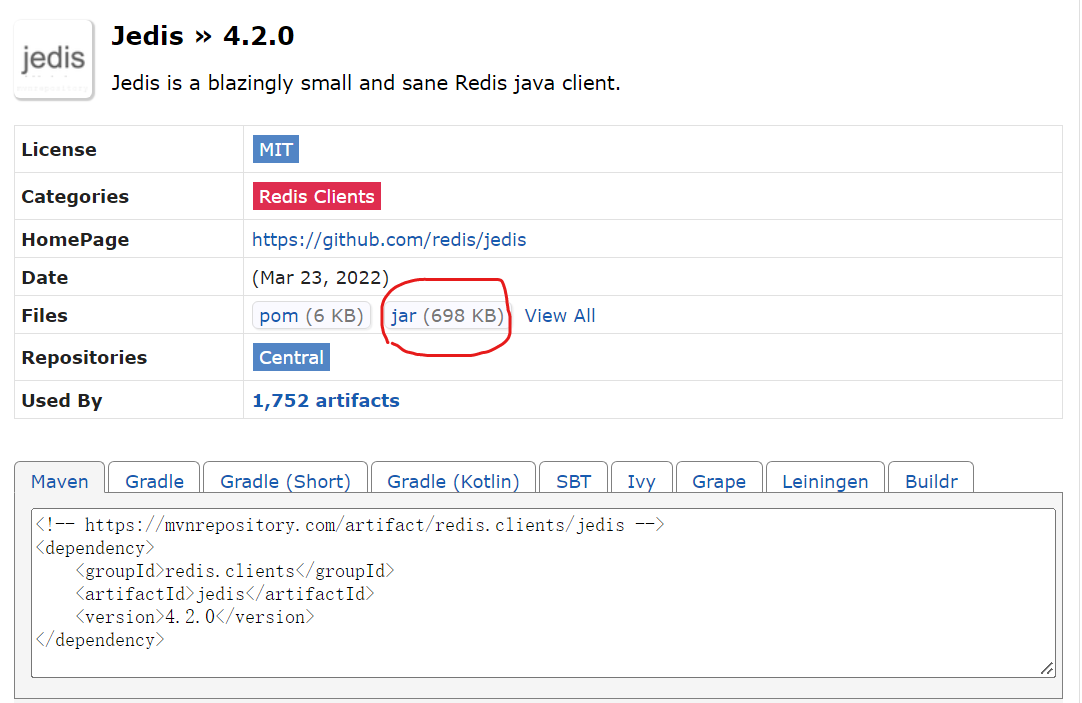 jedis
Jedis » 4.2.0
Jedis is a blazingly small and sane Redis java client.
License MIT
Categories Redis Clients
HomePage https://github.com/redis/jedis
Date (Mar 23, 2022)
Files pom (6 KB) jar (698 KB) View All
Repositories Central
Used By 1,752 artifacts
Maven Gradle Gradle (Short) Gradle (Kotlin) SBT Ivy Grape Leiningen Buildr
<!-- https://mvnrepository.com/artifact/redis.clients/jedis -->
<dependency>
    <groupId>redis.clients</groupId>
    <artifactId>jedis</artifactId>
    <version>4.2.0</version>
</dependency>